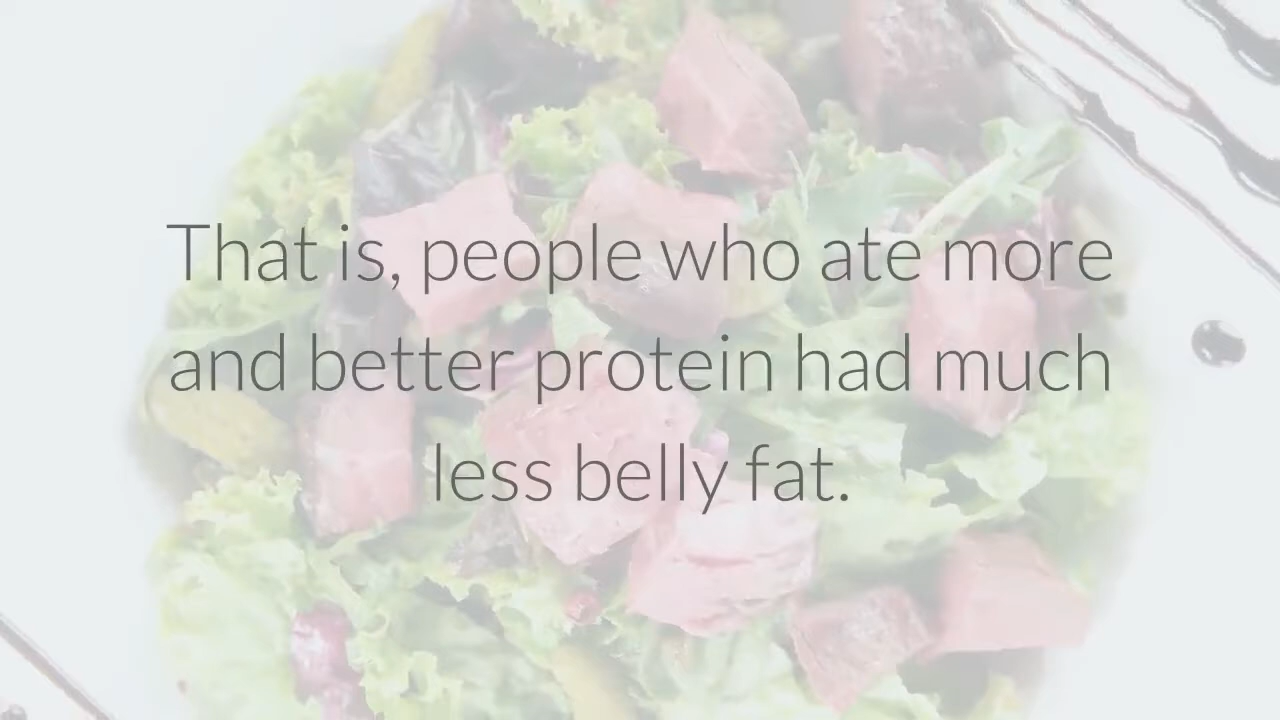 That is, people who ate more
and better protein had much
less belly fat.